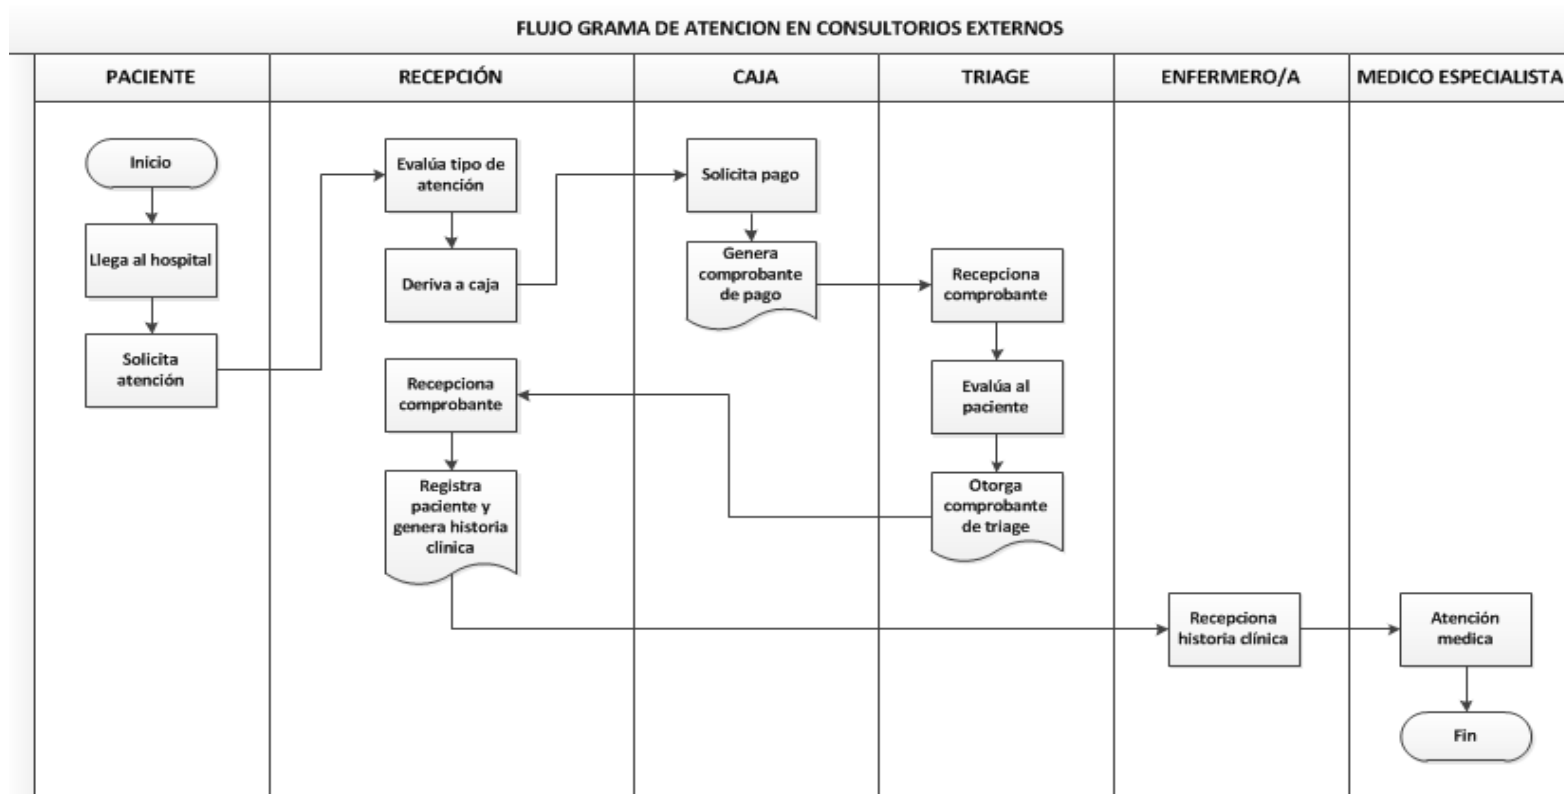 FLUJO GRAMA DE ATENCION EN CONSULTORIOS EXTERNOS
PACIENTE
RECEPCIÓN
CAJA
TRIAGE
ENFERMERO/A
MEDICO ESPECIALISTA
Inicio
Llega al hospital
Solicita
atención
Evalúa tipo de
atención
Deriva a caja
Solicita pago
Genera
comprobante
de pago
Recepciona
comprobante
Evalúa al
paciente
Otorga
comprobante
de triage
Recepciona
comprobante
Registra
paciente y
genera historia
clinica
Recepciona
historia clínica
Atención
medica
Fin